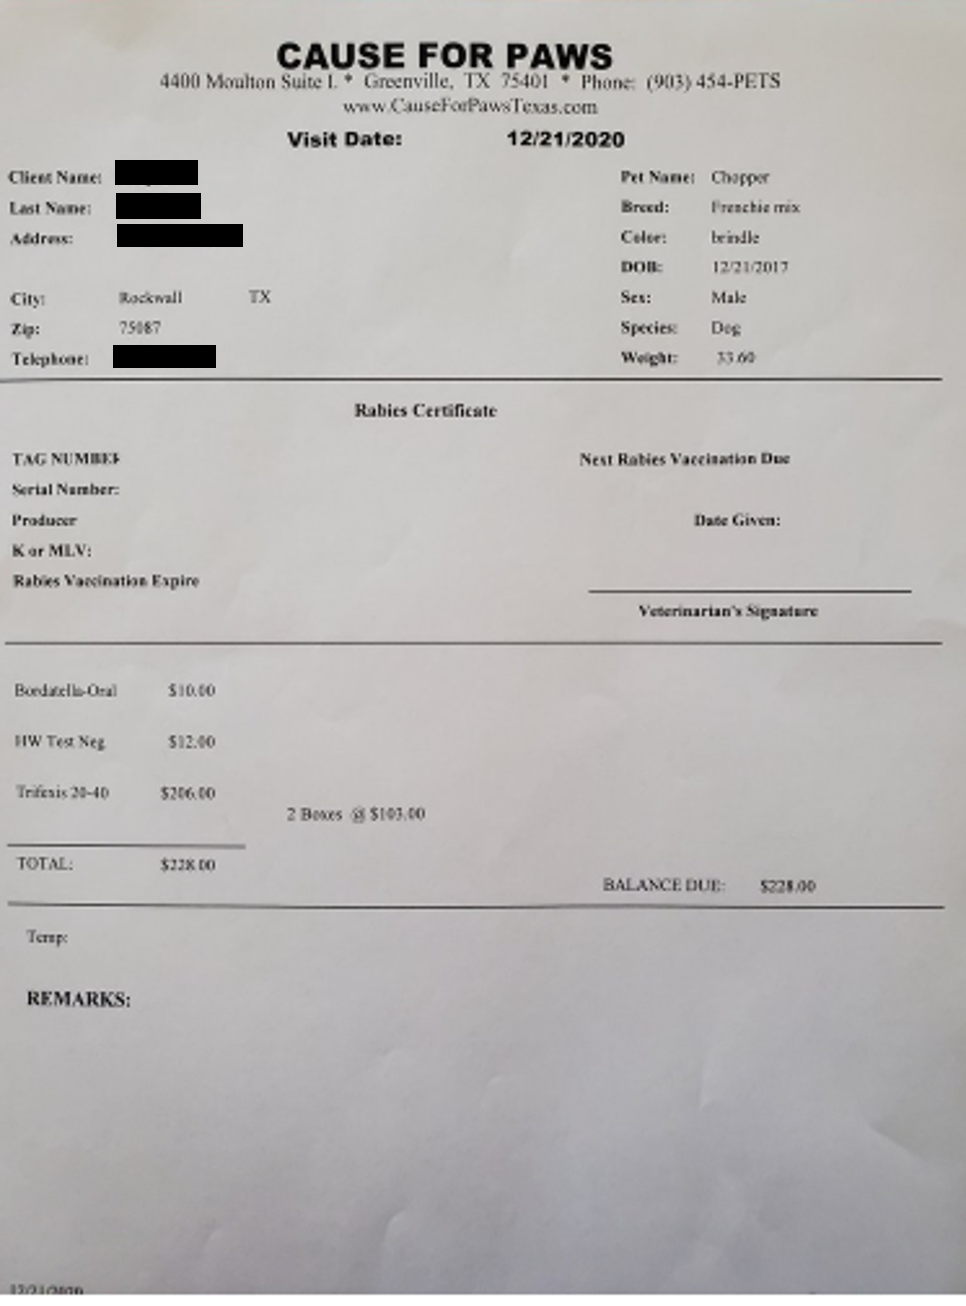 CAUSE FOR PAWS
4400 Moulton Suite L * Greenville, TX 75401 * Phone: (903) 454-PETS
www.CauseForPawsTexas.com
Visit Date: 12/21/2020
Client Name: Pet Name: Chopper
Last Name: Breed: Frenchie mix
Address: Color: brindle
DOB: 12/21/2017
City: Rockwall TX Sex: Male
Zip: 75087 Species: Dog
Telephone: Weight: 33.60
Rabies Certificate
TAG NUMBER Next Rabies Vaccination Due
Serial Number:
Producer Date Given:
K or MLV:
Rabies Vaccination Expire
Veterinarian's Signature
Bordatella-Oral $10.00
HW Test Neg $12.00
Trifexis 20-40 $206.00
2 Boxes @ $103.00
TOTAL: $228.00
BALANCE DUE: $228.00
Temp:
REMARKS:
12/21/2020